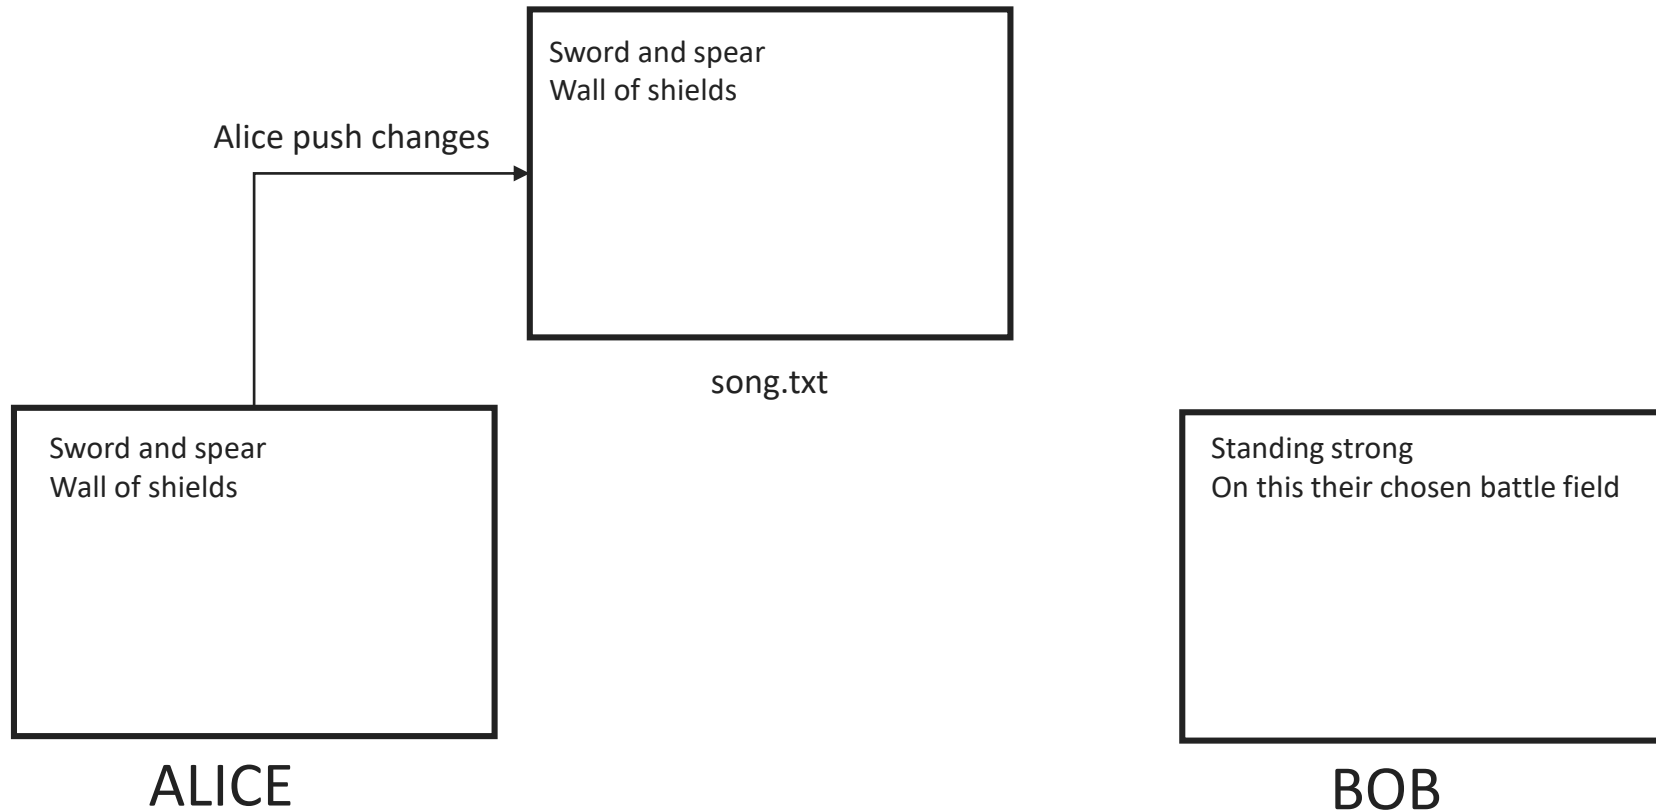 Sword and spear
Wall of shields
Alice push changes
song.txt
Sword and spear
Wall of shields
ALICE
Standing strong
On this their chosen battle field
BOB